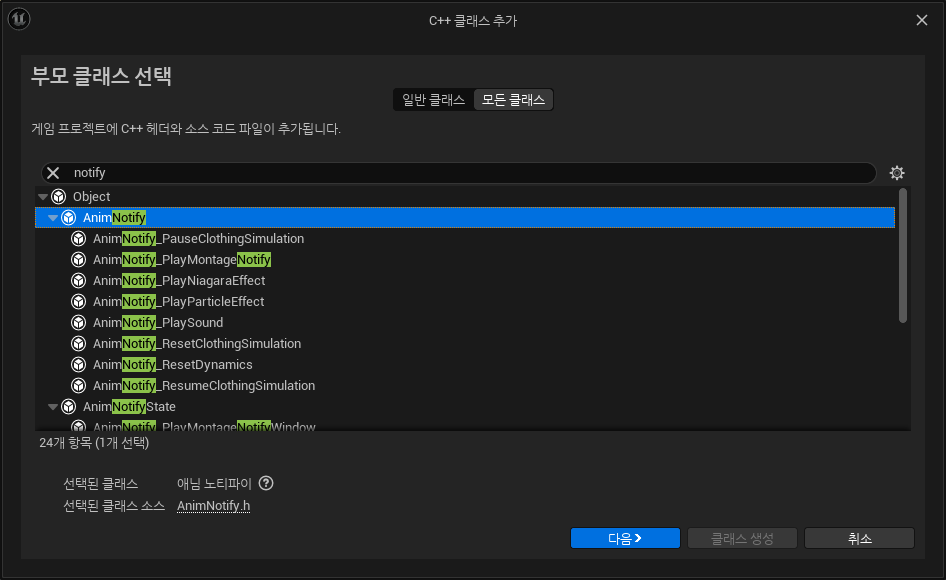 C++ 클래스 추가
부모 클래스 선택
일반 클래스 모든 클래스
게임 프로젝트에 C++ 헤더와 소스 코드 파일이 추가됩니다.
notify
Object
AnimNotify
AnimNotify_PauseClothingSimulation
AnimNotify_PlayMontageNotify
AnimNotify_PlayNiagaraEffect
AnimNotify_PlayParticleEffect
AnimNotify_PlaySound
AnimNotify_ResetClothingSimulation
AnimNotify_ResetDynamics
AnimNotify_ResumeClothingSimulation
AnimNotifyState
AnimNotify_PlayMontageNotifyWindow
24개 항목 (1개 선택)
선택된 클래스 애님 노티파이 ?
선택된 클래스 소스 AnimNotify.h
다음 클래스 생성 취소